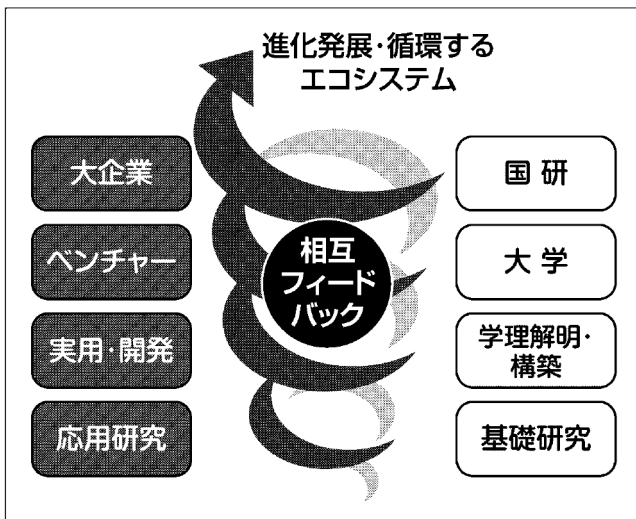 進化発展・循環する
エコシステム
大企業
ベンチャー
実用・開発
応用研究
相互
フィード
バック
国研
大学
学理解明・
構築
基礎研究